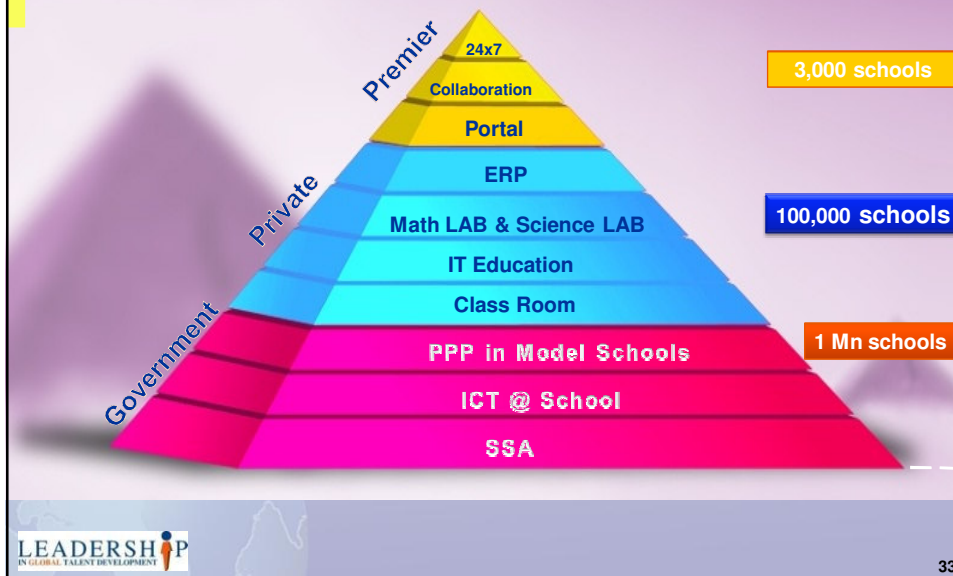 Premier
24x7
Collaboration
Portal
3,000 schools
Private
ERP
Math LAB & Science LAB
IT Education
Class Room
100,000 schools
Government
PPP in Model Schools
ICT @ School
SSA
1 Mn schools
LEADERSHIP
IN GLOBAL TALENT DEVELOPMENT
33